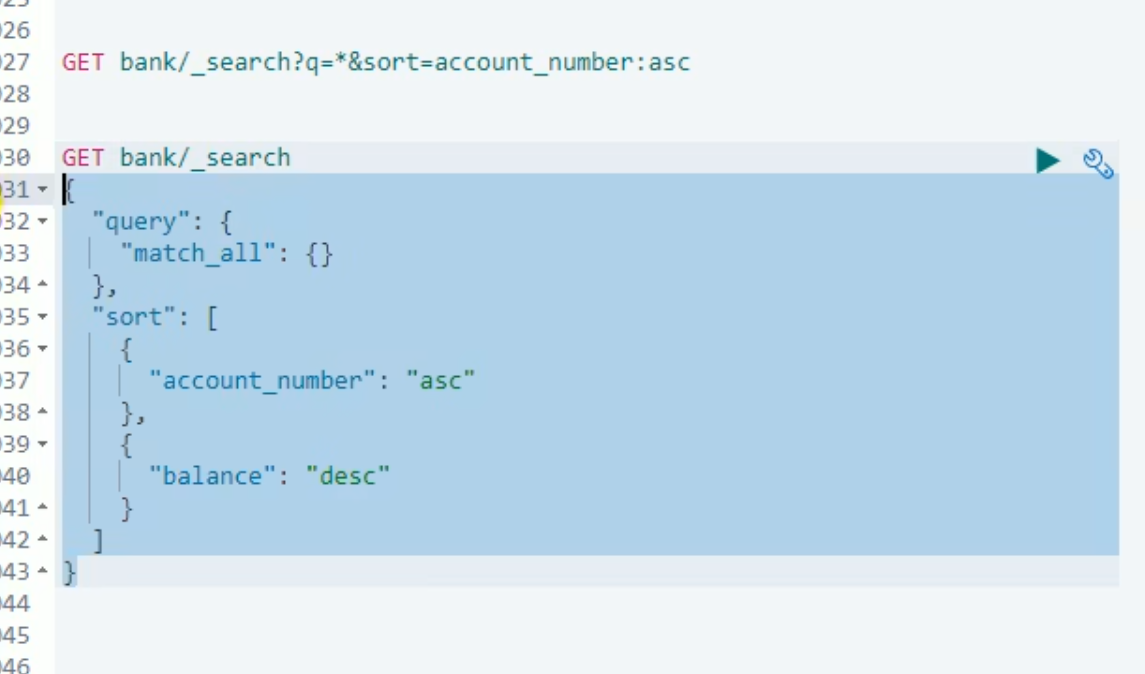 026
027 GET bank/_search?q=*&sort=account_number:asc
028
029
030 GET bank/_search
031 {
032 "query": {
033 "match_all": {}
034 },
035 "sort": [
036 {
037 "account_number": "asc"
038 },
039 {
040 "balance": "desc"
041 }
042 ]
043 }
044
045
046